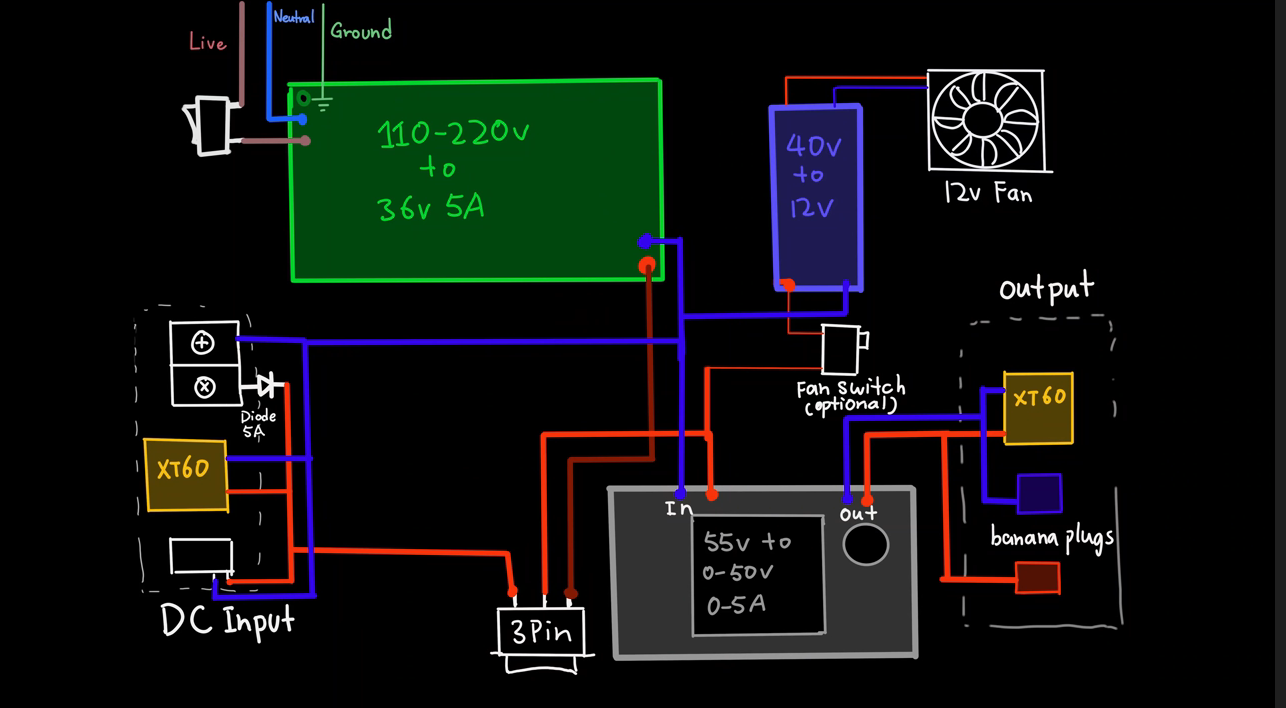 Live
Neutral
Ground
110-220v
to
36v 5A
40v
to
12v
12v Fan
Output
Fan Switch
(optional)
Diode
5A
XT60
XT60
In
Out
55v to
0-50v
0-5A
banana plugs
DC Input
3Pin